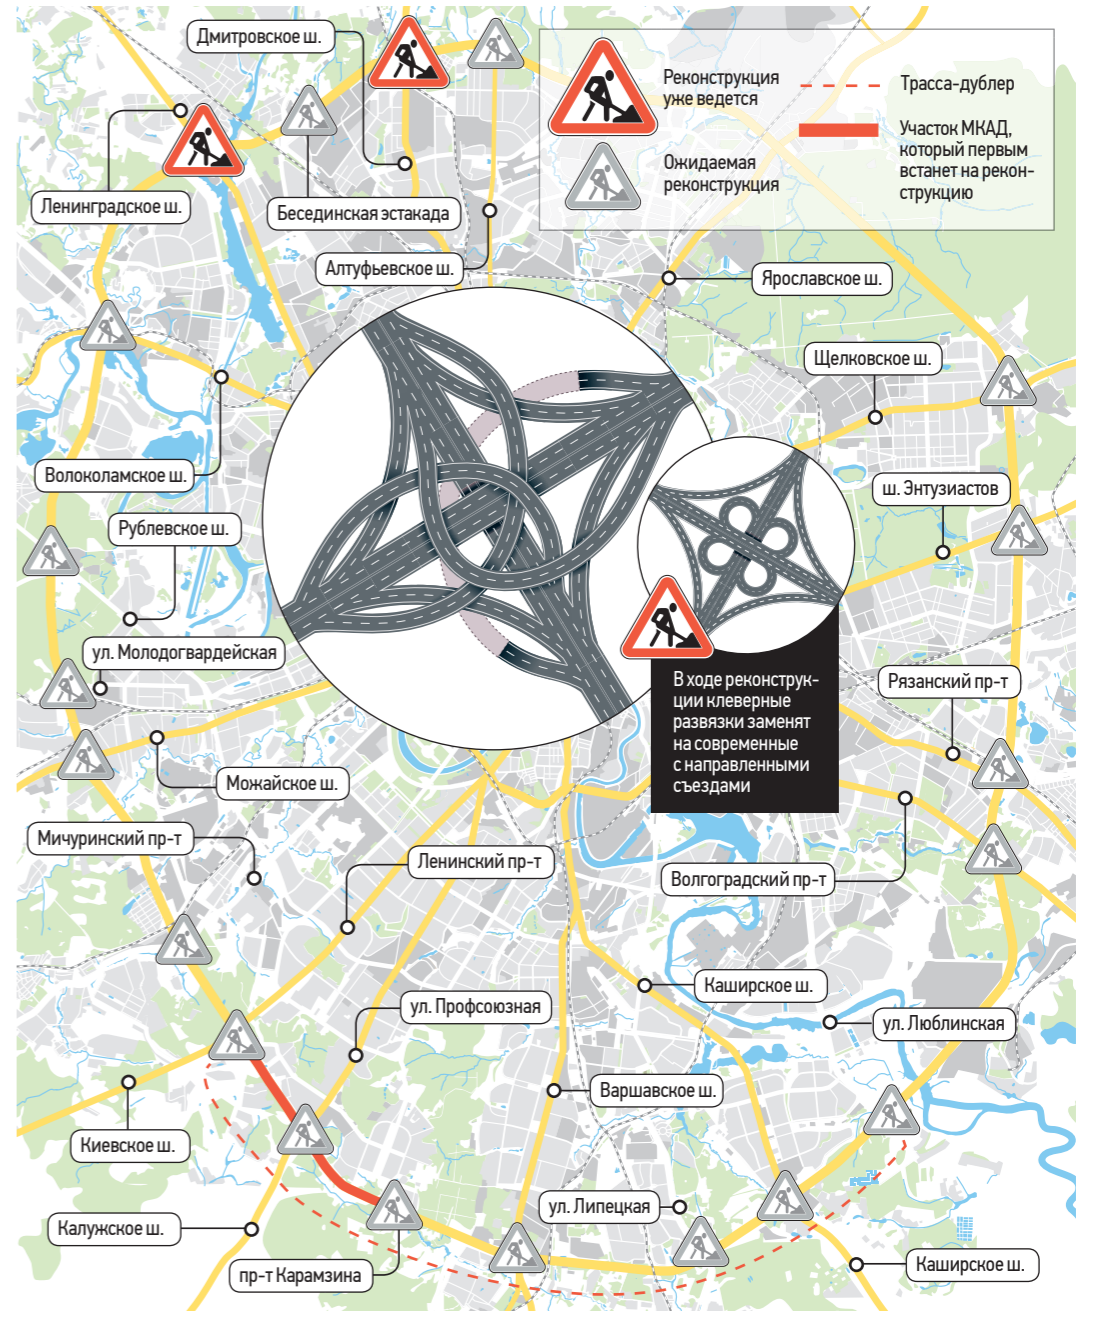 Дмитровское ш.
Реконструкция
уже ведется
Ожидаемая
реконструкция
Трасса-дублер
Участок МКАД,
который первым
встанет на рекон-
струкцию
Ленинградское ш.
Бесединская эстакада
Алтуфьевское ш.
Ярославское ш.
Щелковское ш.
Волоколамское ш.
ш. Энтузиастов
Рублевское ш.
ул. Молодогвардейская
Рязанский пр-т
В ходе реконструк-
ции клеверные
развязки заменят
на современные
с направленными
съездами
Можайское ш.
Мичуринский пр-т
Ленинский пр-т
Волгоградский пр-т
Каширское ш.
ул. Профсоюзная
ул. Люблинская
Варшавское ш.
Киевское ш.
ул. Липецкая
Калужское ш.
Каширское ш.
пр-т Карамзина